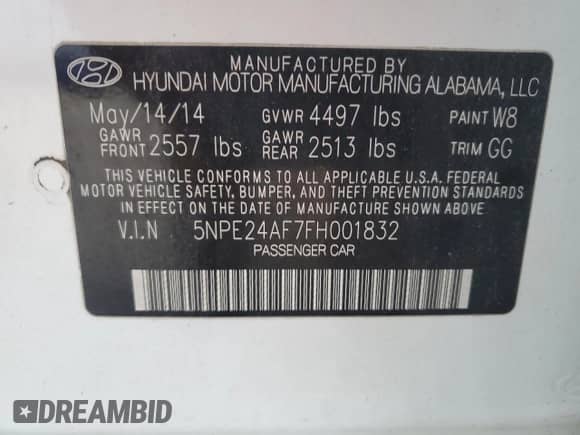 MANUFACTURED BY
HYUNDAI MOTOR MANUFACTURING ALABAMA, LLC
May/14/14 GVWR 4497 lbs PAINT W8
GAWR FRONT 2557 lbs GAWR REAR 2513 lbs TRIM GG
THIS VEHICLE CONFORMS TO ALL APPLICABLE U.S.A. FEDERAL
MOTOR VEHICLE SAFETY, BUMPER, AND THEFT PREVENTION STANDARDS
IN EFFECT ON THE DATE OF MANUFACTURE SHOWN ABOVE
V.I.N 5NPE24AF7FH001832
PASSENGER CAR
DREAMBID